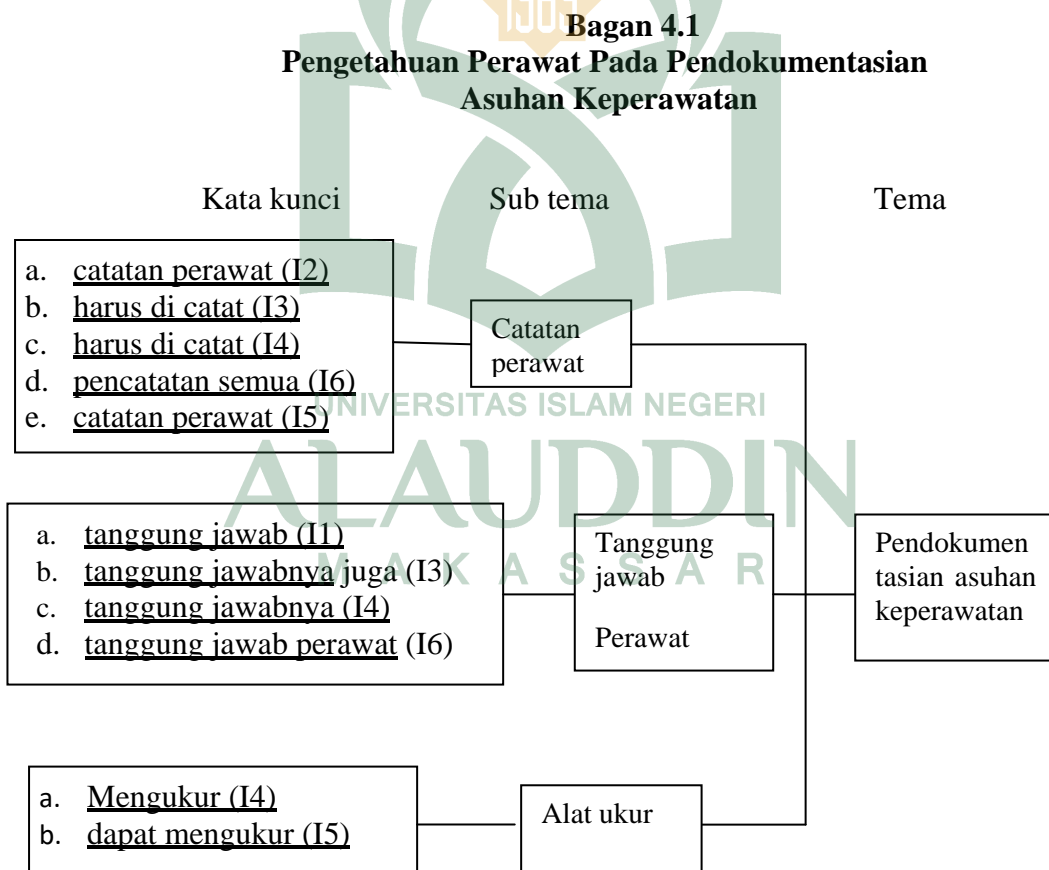 1965
Bagan 4.1
Pengetahuan Perawat Pada Pendokumentasian
Asuhan Keperawatan
Kata kunci
Sub tema
Tema
a. catatan perawat (I2)
b. harus di catat (I3)
c. harus di catat (I4)
d. pencatatan semua (I6)
e. catatan perawat (I5)
Catatan
perawat
UNIVERSITAS ISLAM NEGERI
ALAUDDIN
MAKASSAR
a. tanggung jawab (I1)
b. tanggung jawabnya juga (I3)
c. tanggung jawabnya (I4)
d. tanggung jawab perawat (I6)
Tanggung
jawab
Perawat
Pendokumen
tasian asuhan
keperawatan
a. Mengukur (I4)
b. dapat mengukur (I5)
Alat ukur